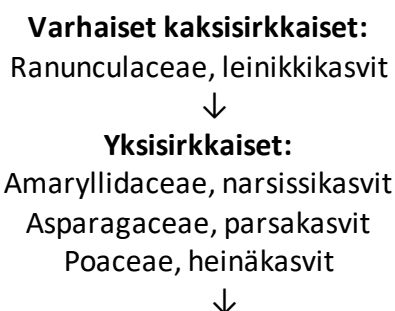 Varhaiset kaksisirkkaiset:
Ranunculaceae, leinikkikasvit
↓
Yksisirkkaiset:
Amaryllidaceae, narsissikasvit
Asparagaceae, parsakasvit
Poaceae, heinäkasvit
↓